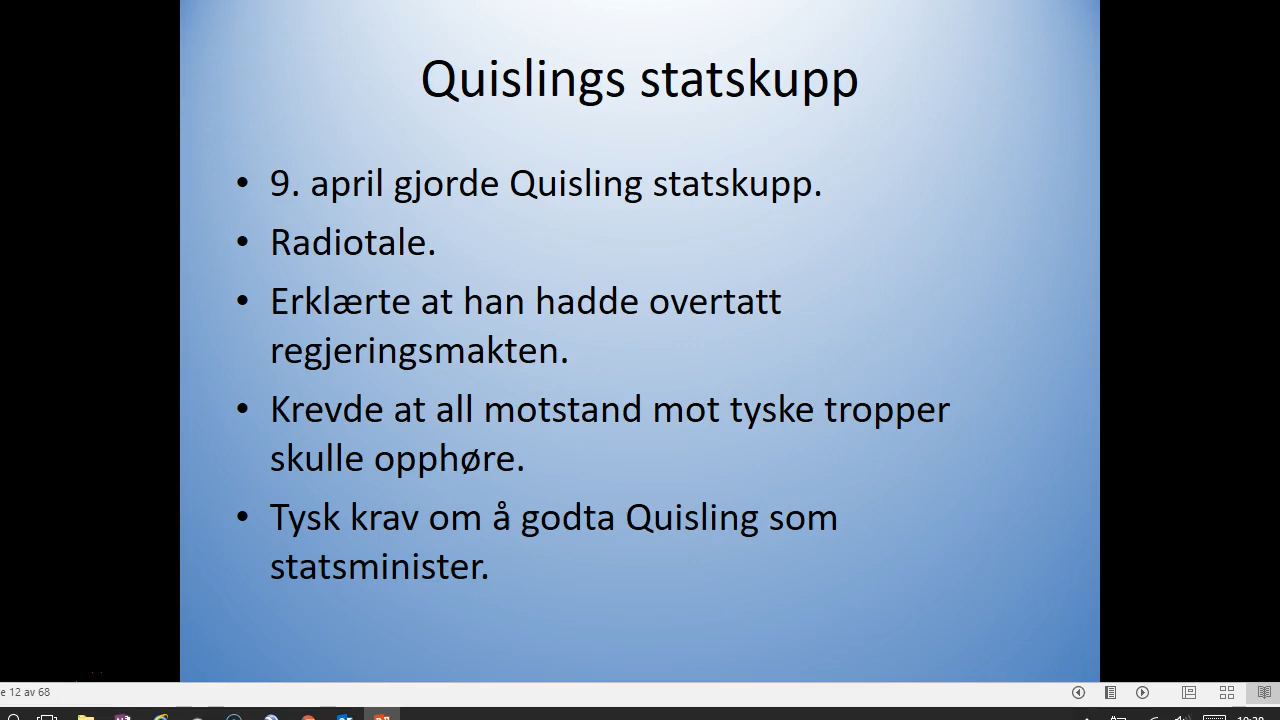 Quislings statskupp
• 9. april gjorde Quisling statskupp.
• Radiotale.
• Erklærte at han hadde overtatt
regjeringsmakten.
• Krevde at all motstand mot tyske tropper
skulle opphøre.
• Tysk krav om å godta Quisling som
statsminister.
e 12 av 68